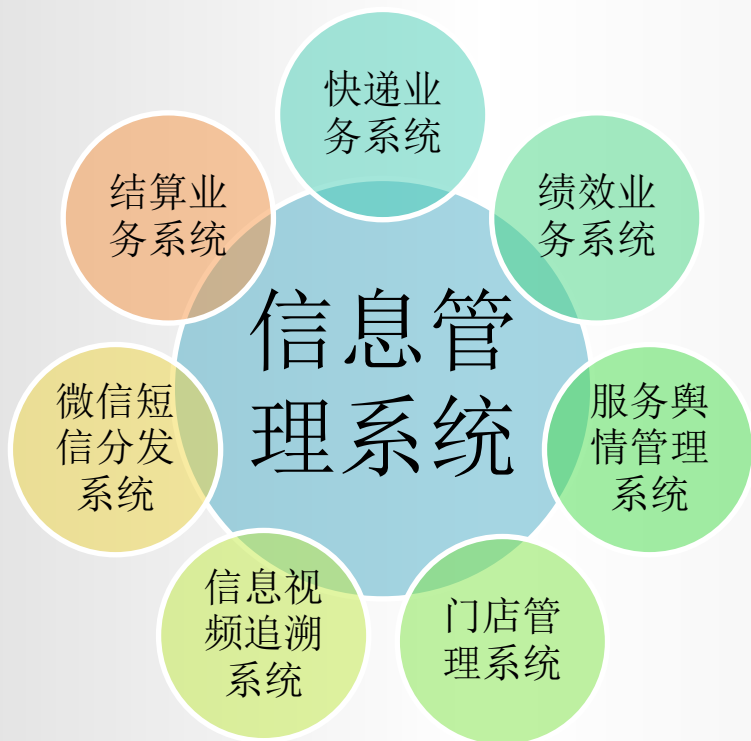 快递业
务系统
结算业
务系统
绩效业
务系统
信息管
理系统
微信短
信分发
系统
服务舆
情管理
系统
信息视
频追溯
系统
门店管
理系统